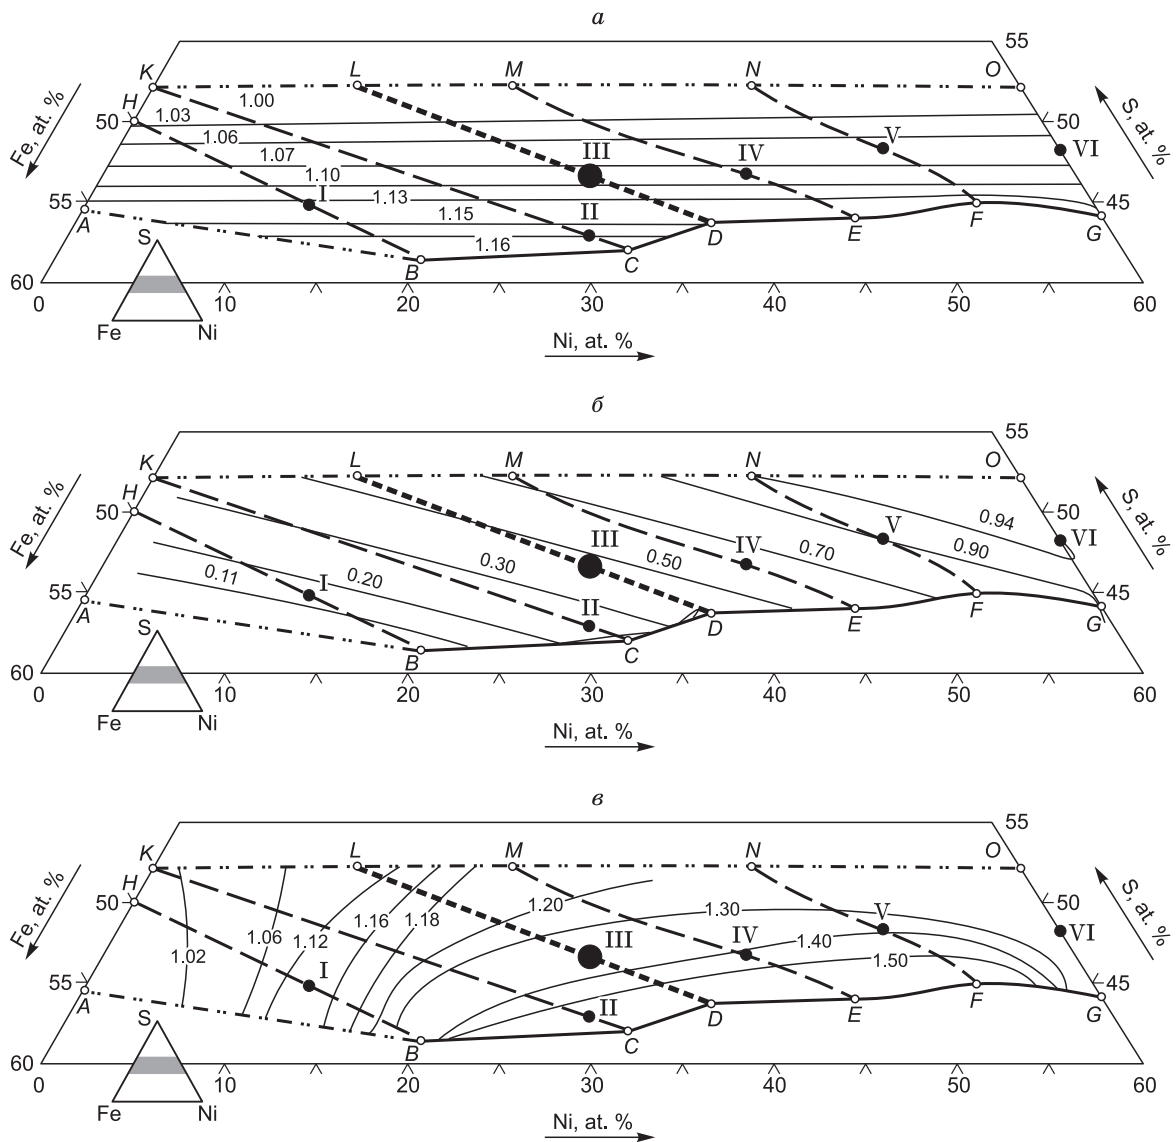 а
55
K L M N O
Fe, at. %
S, at. %
H
50
1.03
1.00
1.06
1.07
1.10
1.13
1.15
1.16
I
II
III
IV
V
VI
50
55
45
A B C D E F G
S
Fe Ni
60
0 10 20 30 40 50 60
Ni, at. %
б
55
K L M N O
Fe, at. %
S, at. %
H
50
0.11
0.20
0.30
0.50
0.70
0.90
0.94
I
II
III
IV
V
VI
50
55
45
A B C D E F G
S
Fe Ni
60
0 10 20 30 40 50 60
Ni, at. %
в
55
K L M N O
Fe, at. %
S, at. %
H
50
1.02
1.06
1.12
1.16
1.18
1.20
1.30
1.40
1.50
I
II
III
IV
V
VI
50
55
45
A B C D E F G
S
Fe Ni
60
0 10 20 30 40 50 60
Ni, at. %